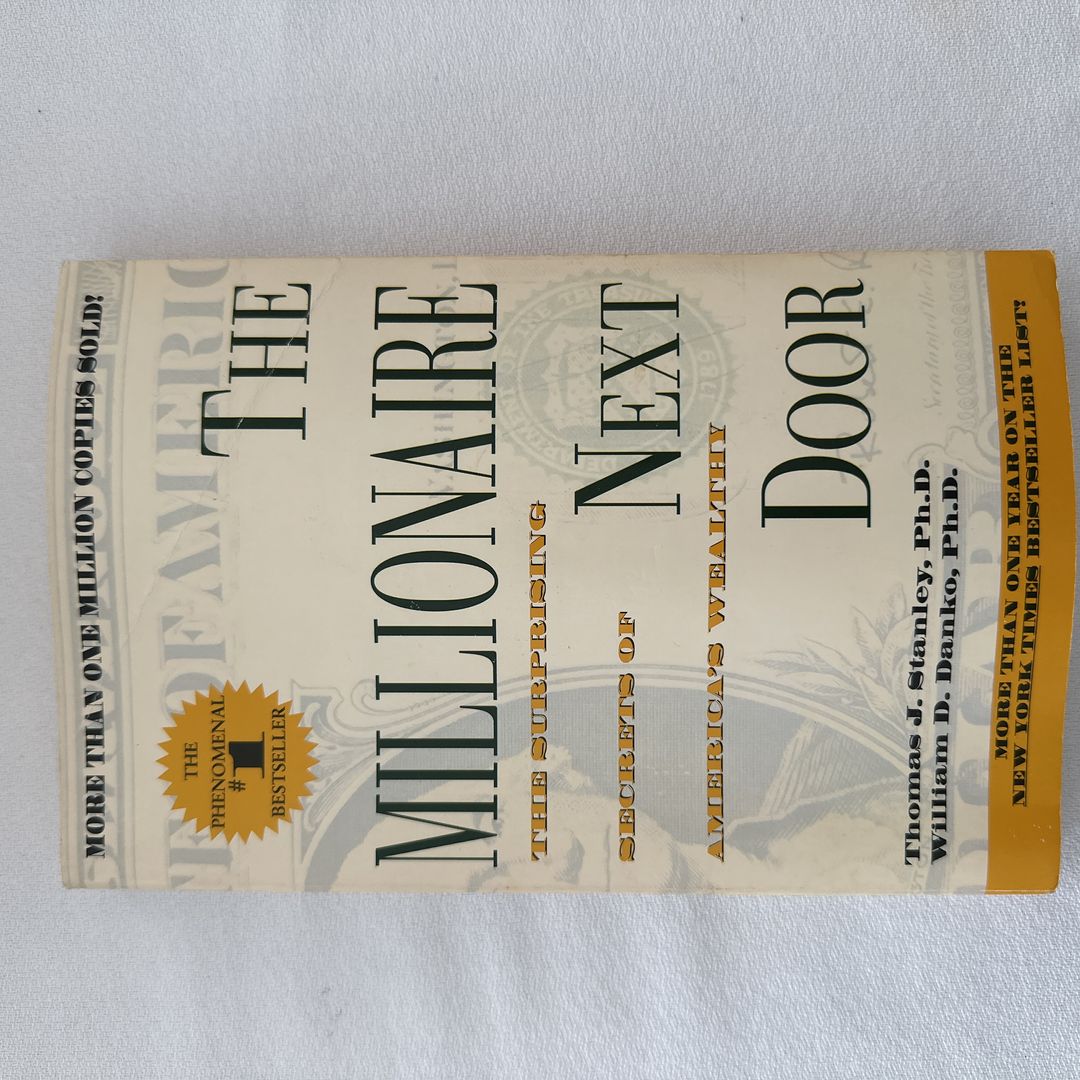 MORE THAN ONE MILLION COPIES SOLD!
THE
PHENOMENAL
#1
BESTSELLER
THE
MILLIONAIRE
THE SURPRISING
NEXT
SECRETS OF
AMERICA'S WEALTHY
DOOR
Thomas J. Stanley, Ph.D.
William D. Danko, Ph.D.
MORE THAN ONE YEAR ON THE
NEW YORK TIMES BESTSELLER LIST!